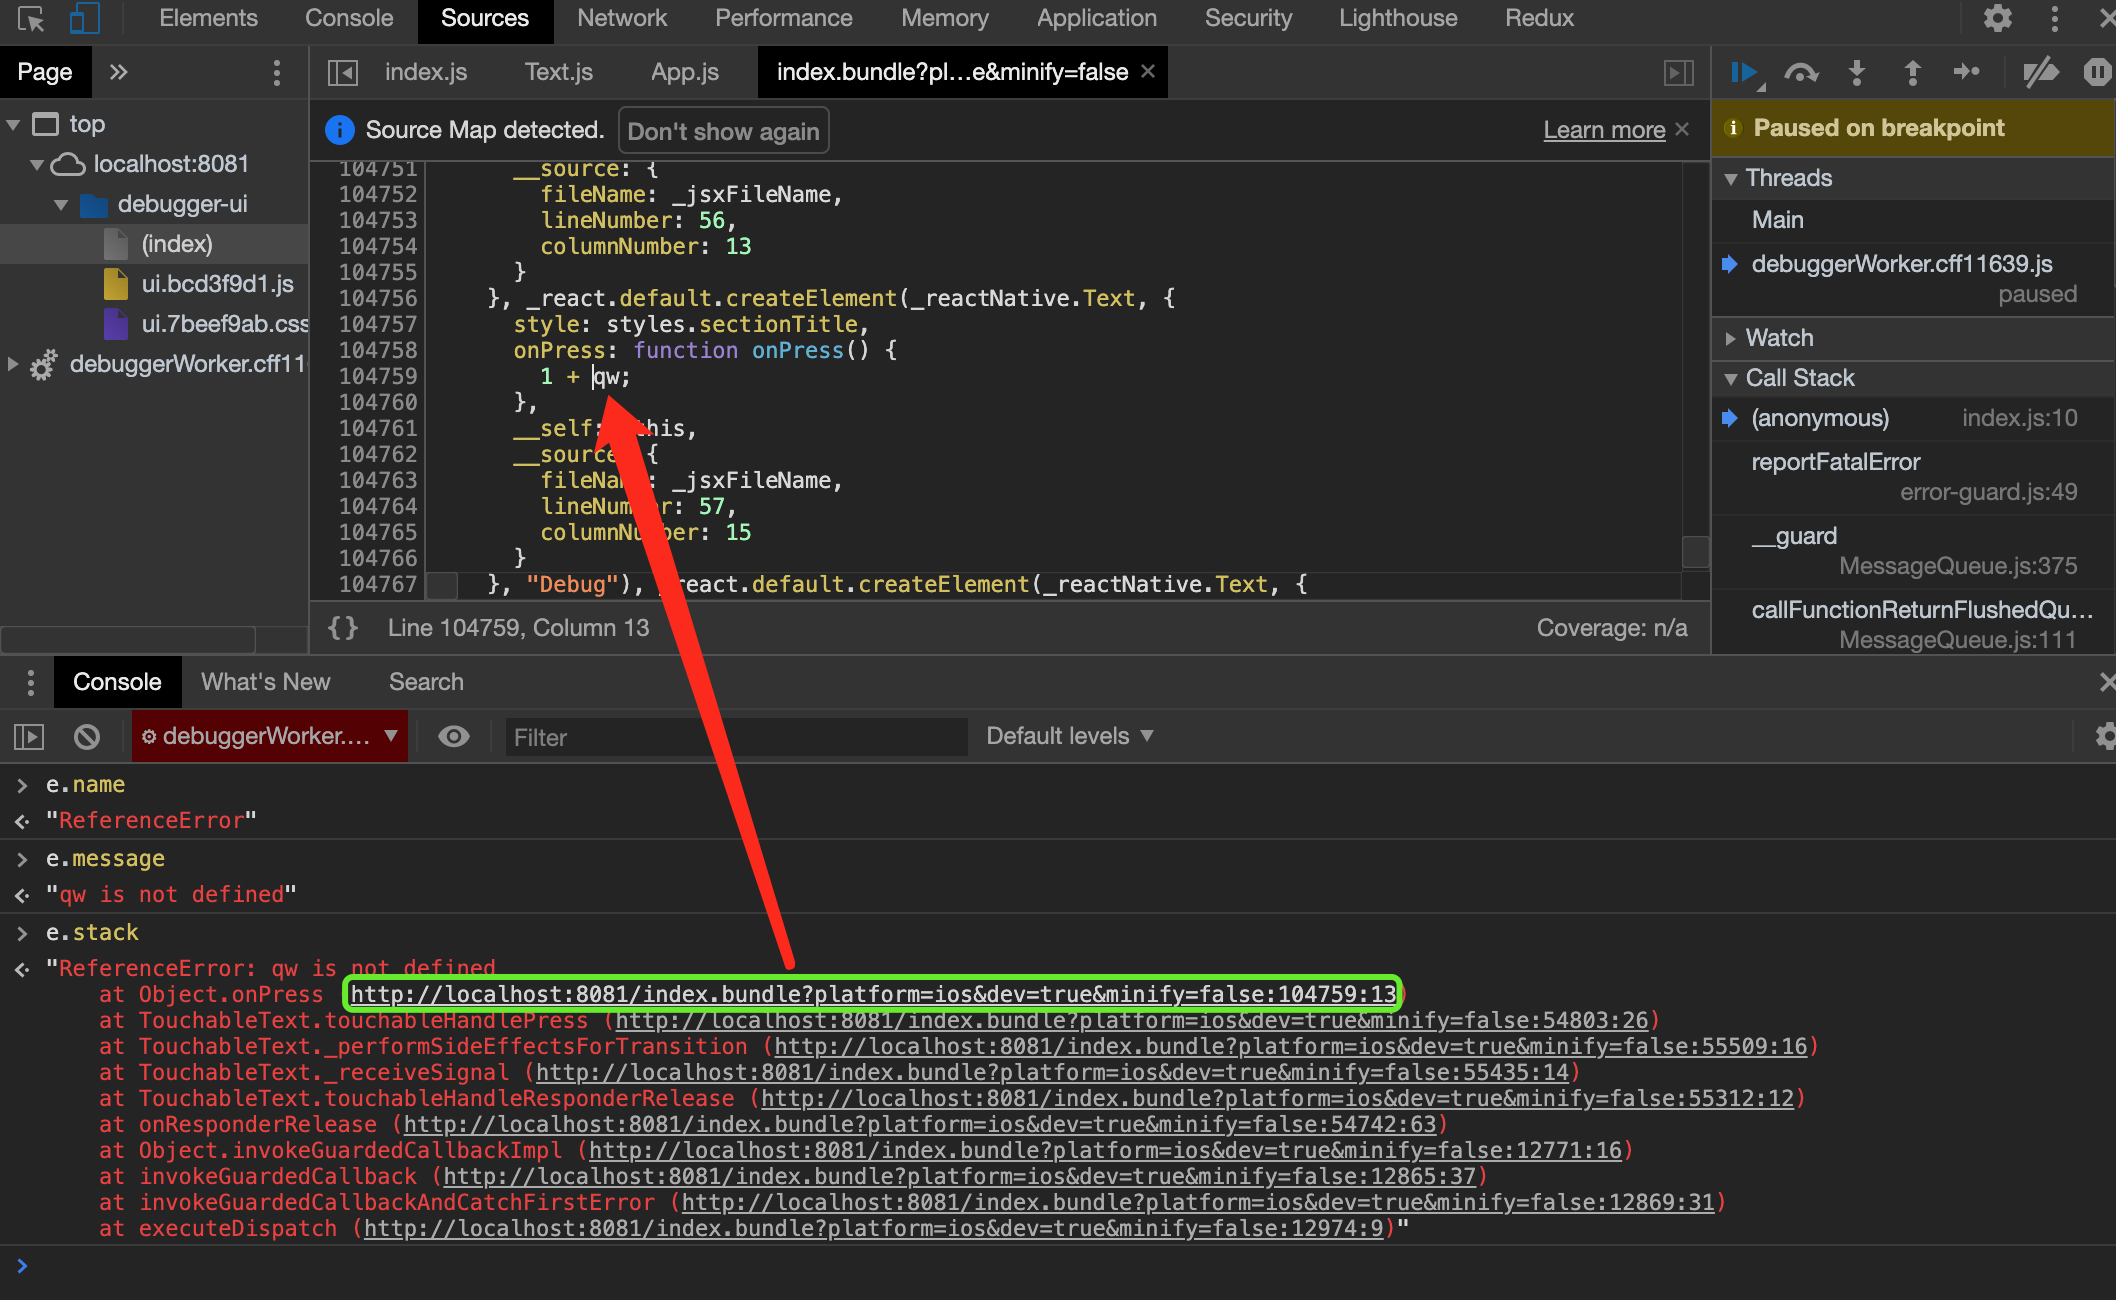 Elements Console Sources Network Performance Memory Application Security Lighthouse Redux
Page
index.js Text.js App.js index.bundle?pl…e&minify=false
top
localhost:8081
debugger-ui
(index)
ui.bcd3f9d1.js
ui.7beef9ab.css
debuggerWorker.cff11
Source Map detected. Don't show again Learn more
104751 __source: {
104752 fileName: _jsxFileName,
104753 lineNumber: 56,
104754 columnNumber: 13
104755 }
104756 }, _react.default.createElement(_reactNative.Text, {
104757 style: styles.sectionTitle,
104758 onPress: function onPress() {
104759 1 + qw;
104760 },
104761 __self: this,
104762 __source: {
104763 fileName: _jsxFileName,
104764 lineNumber: 57,
104765 columnNumber: 15
104766 }
104767 }, "Debug"), _react.default.createElement(_reactNative.Text, {
{} Line 104759, Column 13 Coverage: n/a
Paused on breakpoint
Threads
Main
debuggerWorker.cff11639.js
paused
Watch
Call Stack
(anonymous) index.js:10
reportFatalError
error-guard.js:49
__guard
MessageQueue.js:375
callFunctionReturnFlushedQu…
MessageQueue.js:111
Console What's New Search
debuggerWorker.… Filter Default levels
e.name
"ReferenceError"
e.message
"qw is not defined"
e.stack
"ReferenceError: qw is not defined
at Object.onPress http://localhost:8081/index.bundle?platform=ios&dev=true&minify=false:104759:13)
at TouchableText.touchableHandlePress (http://localhost:8081/index.bundle?platform=ios&dev=true&minify=false:54803:26)
at TouchableText._performSideEffectsForTransition (http://localhost:8081/index.bundle?platform=ios&dev=true&minify=false:55509:16)
at TouchableText._receiveSignal (http://localhost:8081/index.bundle?platform=ios&dev=true&minify=false:55435:14)
at TouchableText.touchableHandleResponderRelease (http://localhost:8081/index.bundle?platform=ios&dev=true&minify=false:55312:12)
at onResponderRelease (http://localhost:8081/index.bundle?platform=ios&dev=true&minify=false:54742:63)
at Object.invokeGuardedCallbackImpl (http://localhost:8081/index.bundle?platform=ios&dev=true&minify=false:12771:16)
at invokeGuardedCallback (http://localhost:8081/index.bundle?platform=ios&dev=true&minify=false:12865:37)
at invokeGuardedCallbackAndCatchFirstError (http://localhost:8081/index.bundle?platform=ios&dev=true&minify=false:12869:31)
at executeDispatch (http://localhost:8081/index.bundle?platform=ios&dev=true&minify=false:12974:9)"